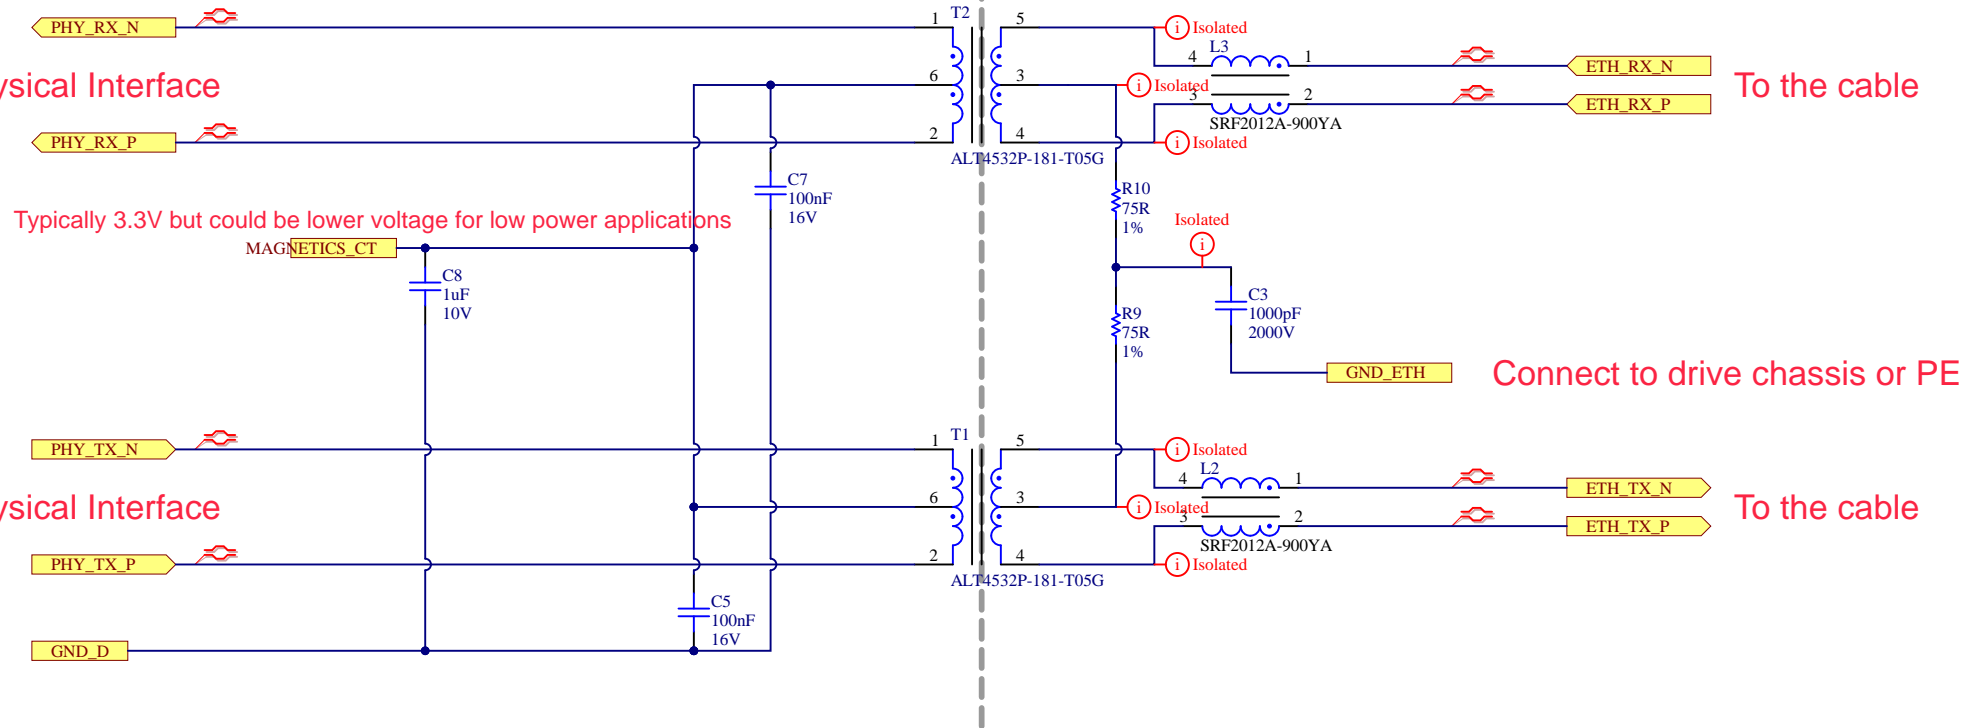 PHY_RX_N
1
T2
5
Isolated
L3
4
1
ETH_RX_N
ysical Interface
6
3
Isolated
To the cable
3
2
ETH_RX_P
SRF2012A-900YA
PHY_RX_P
2
4
Isolated
ALT4532P-181-T05G
C7
100nF
16V
R10
75R
1%
Typically 3.3V but could be lower voltage for low power applications
Isolated
i
MAGNETICS_CT
C8
1uF
10V
C3
1000pF
2000V
R9
75R
1%
GND_ETH
Connect to drive chassis or PE
PHY_TX_N
1
T1
5
Isolated
L2
4
1
ETH_TX_N
ysical Interface
6
3
Isolated
To the cable
3
2
ETH_TX_P
SRF2012A-900YA
PHY_TX_P
2
4
Isolated
ALT4532P-181-T05G
C5
100nF
16V
GND_D